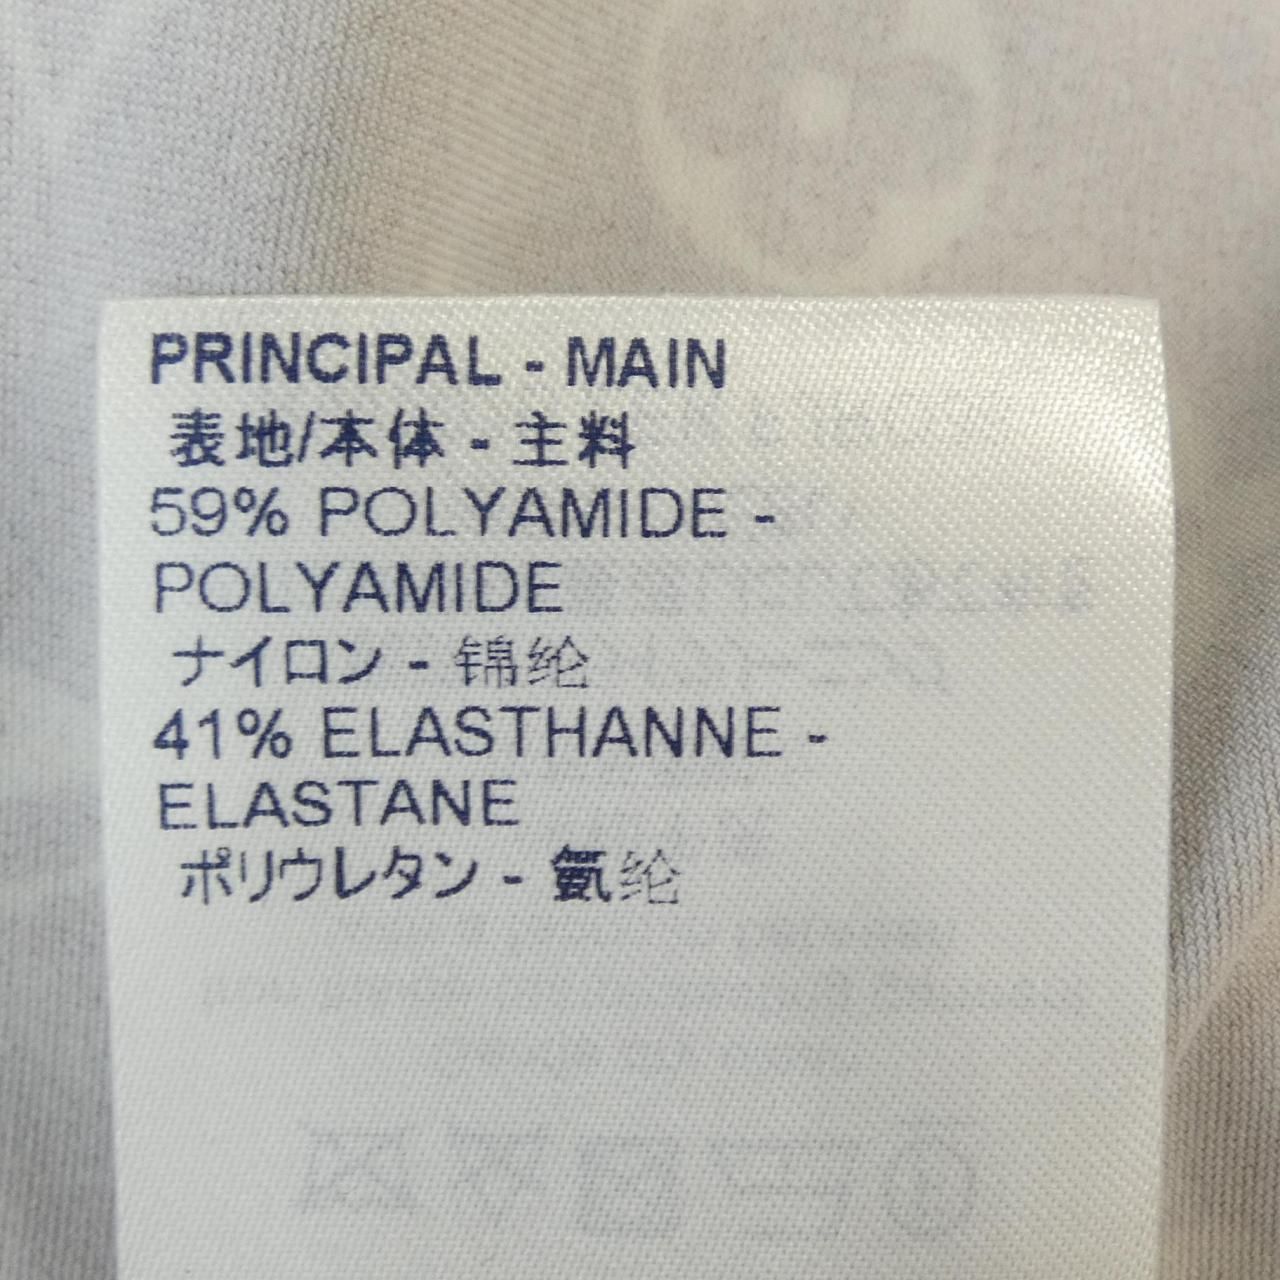 PRINCIPAL - MAIN
表地/本体 - 主料
59% POLYAMIDE -
POLYAMIDE
ナイロン - 锦纶
41% ELASTHANNE -
ELASTANE
ポリウレタン - 氨纶